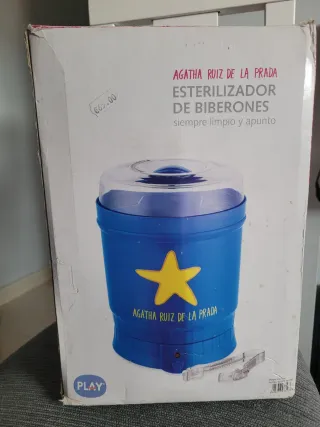 AGATHA RUIZ DE LA PRADA
ESTERILIZADOR
DE BIBERONES
siempre limpio y apunto
AGATHA RUIZ DE LA PRADA
PLAY